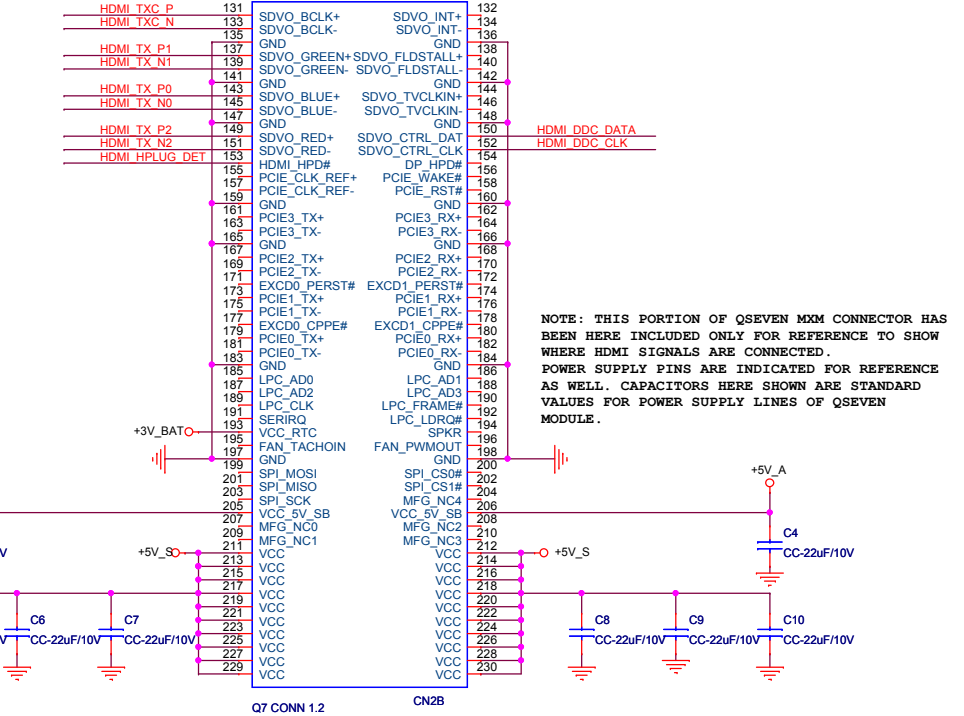 HDMI_TXC_P 131 SDVO_BCLK+ SDVO_INT+ 132
HDMI_TXC_N 133 SDVO_BCLK- SDVO_INT- 134
135 GND GND 136
HDMI_TX_P1 137 SDVO_GREEN+ SDVO_FLDSTALL+ 138
HDMI_TX_N1 139 SDVO_GREEN- SDVO_FLDSTALL- 140
141 GND GND 142
HDMI_TX_P0 143 SDVO_BLUE+ SDVO_TVCLKIN+ 144
HDMI_TX_N0 145 SDVO_BLUE- SDVO_TVCLKIN- 146
147 GND GND 148
HDMI_TX_P2 149 SDVO_RED+ SDVO_CTRL_DAT 150 HDMI_DDC_DATA
HDMI_TX_N2 151 SDVO_RED- SDVO_CTRL_CLK 152 HDMI_DDC_CLK
HDMI_HPLUG_DET 153 HDMI_HPD# DP_HPD# 154
155 PCIE_CLK_REF+ PCIE_WAKE# 156
157 PCIE_CLK_REF- PCIE_RST# 158
159 GND GND 160
161 PCIE3_TX+ PCIE3_RX+ 162
163 PCIE3_TX- PCIE3_RX- 164
165 GND GND 166
167 PCIE2_TX+ PCIE2_RX+ 168
169 PCIE2_TX- PCIE2_RX- 170
171 EXCD0_PERST# EXCD1_PERST# 172
173 PCIE1_TX+ PCIE1_RX+ 174
175 PCIE1_TX- PCIE1_RX- 176
177 EXCD0_CPPE# EXCD1_CPPE# 178
179 PCIE0_TX+ PCIE0_RX+ 180
181 PCIE0_TX- PCIE0_RX- 182
183 GND GND 184
185 LPC_AD0 LPC_AD1 186
187 LPC_AD2 LPC_AD3 188
189 LPC_CLK LPC_FRAME# 190
191 SERIRQ LPC_LDRQ# 192
+3V_BAT 193 VCC_RTC SPKR 194
195 FAN_TACHOIN FAN_PWMOUT 196
197 GND GND 198
199 SPI_MOSI SPI_CS0# 200
201 SPI_MISO SPI_CS1# 202
203 SPI_SCK MFG_NC4 204
205 VCC_5V_SB VCC_5V_SB 206
207 MFG_NC0 MFG_NC2 208
209 MFG_NC1 MFG_NC3 210
+5V_S 211 VCC VCC 212 +5V_S
213 VCC VCC 214
215 VCC VCC 216
217 VCC VCC 218
219 VCC VCC 220
221 VCC VCC 222
223 VCC VCC 224
225 VCC VCC 226
227 VCC VCC 228
229 VCC VCC 230
NOTE: THIS PORTION OF QSEVEN MXM CONNECTOR HAS
BEEN HERE INCLUDED ONLY FOR REFERENCE TO SHOW
WHERE HDMI SIGNALS ARE CONNECTED.
POWER SUPPLY PINS ARE INDICATED FOR REFERENCE
AS WELL. CAPACITORS HERE SHOWN ARE STANDARD
VALUES FOR POWER SUPPLY LINES OF QSEVEN
MODULE.
+5V_A
C4
CC-22uF/10V
V
C6
CC-22uF/10V
C7
CC-22uF/10V
C8
CC-22uF/10V
C9
CC-22uF/10V
C10
CC-22uF/10V
V
Q7 CONN 1.2
CN2B